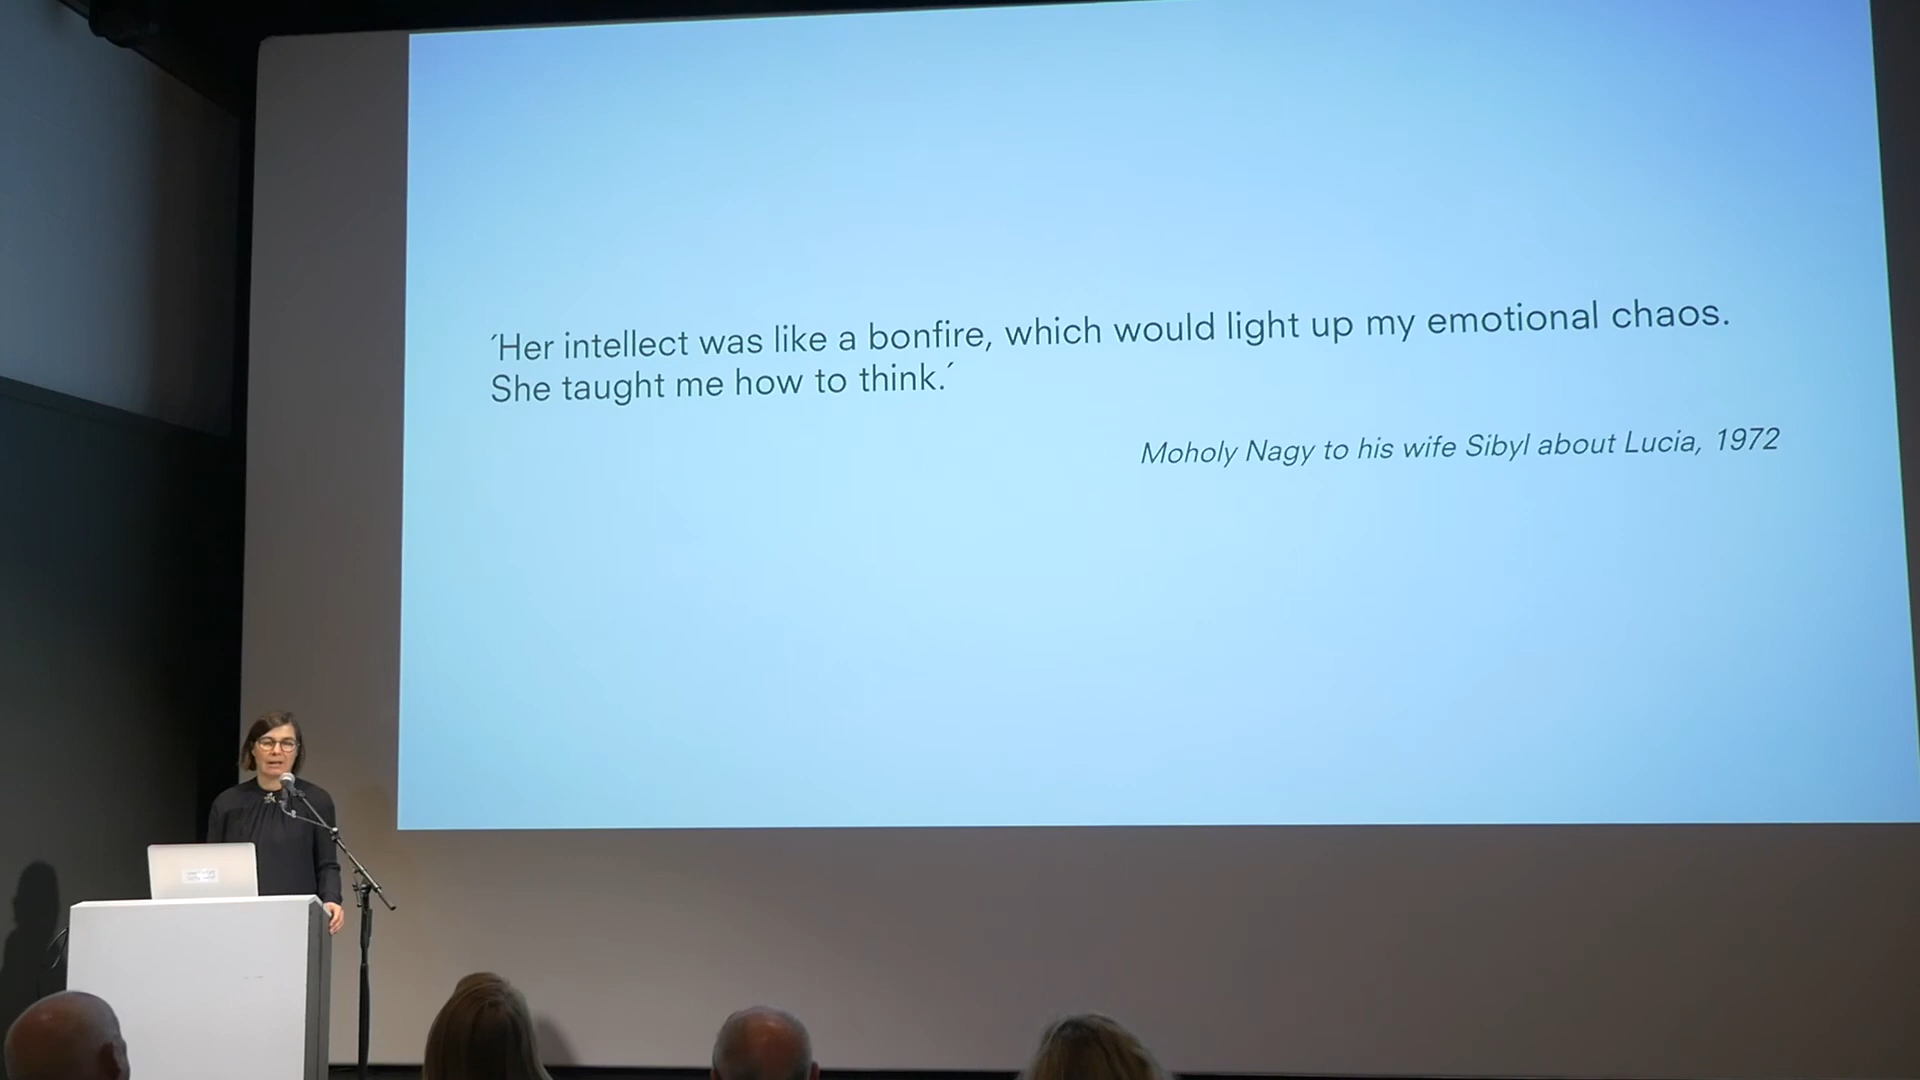 ´Her intellect was like a bonfire, which would light up my emotional chaos.
She taught me how to think.´
Moholy Nagy to his wife Sibyl about Lucia, 1972